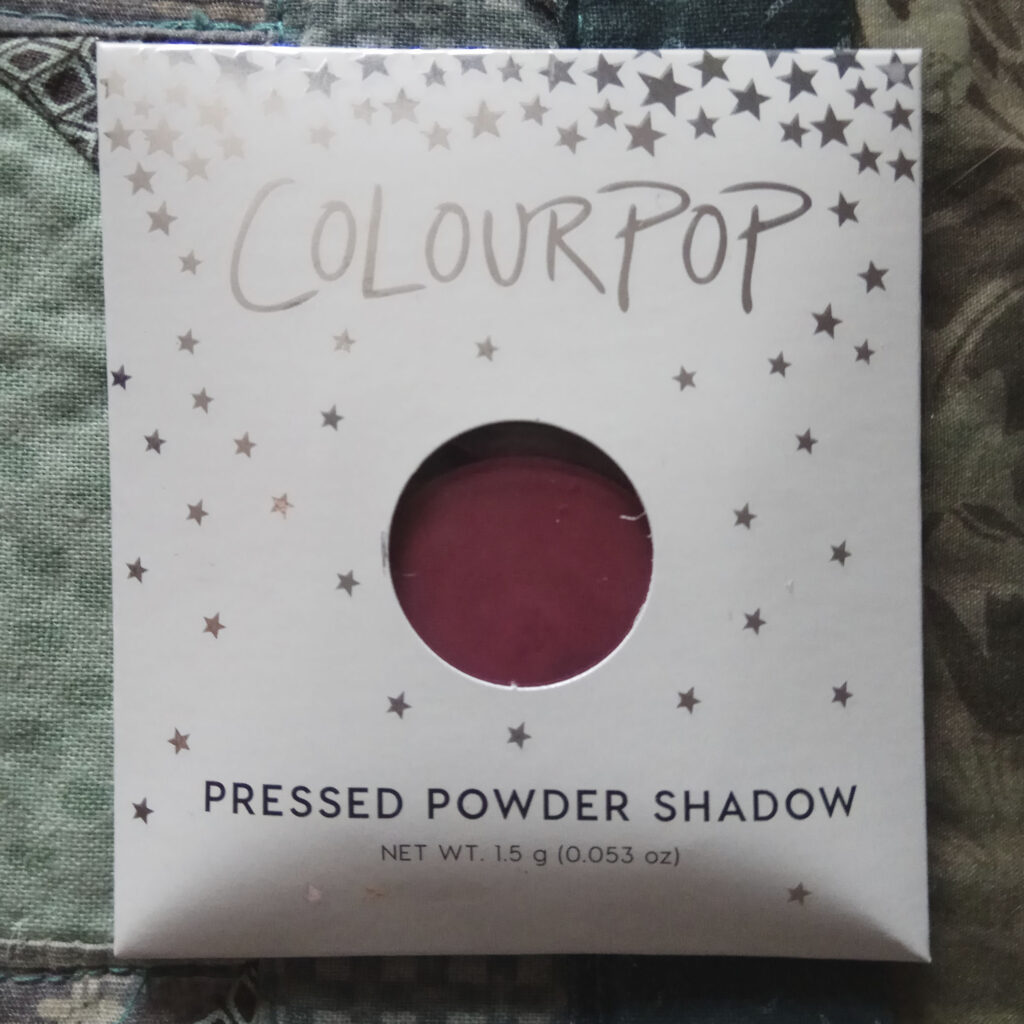 COLOURPOP
PRESSED POWDER SHADOW
NET WT. 1.5 g (0.053 oz)